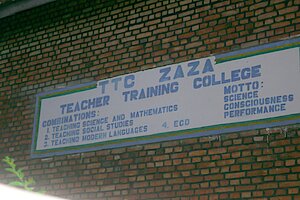 TTC ZAZA
TEACHER TRAINING COLLEGE
COMBINATIONS:
1. TEACHING SCIENCE AND MATHEMATICS
2. TEACHING SOCIAL STUDIES
3. TEACHING MODERN LANGUAGES 4. ECD
MOTTO:
SCIENCE
CONSCIOUSNESS
PERFORMANCE